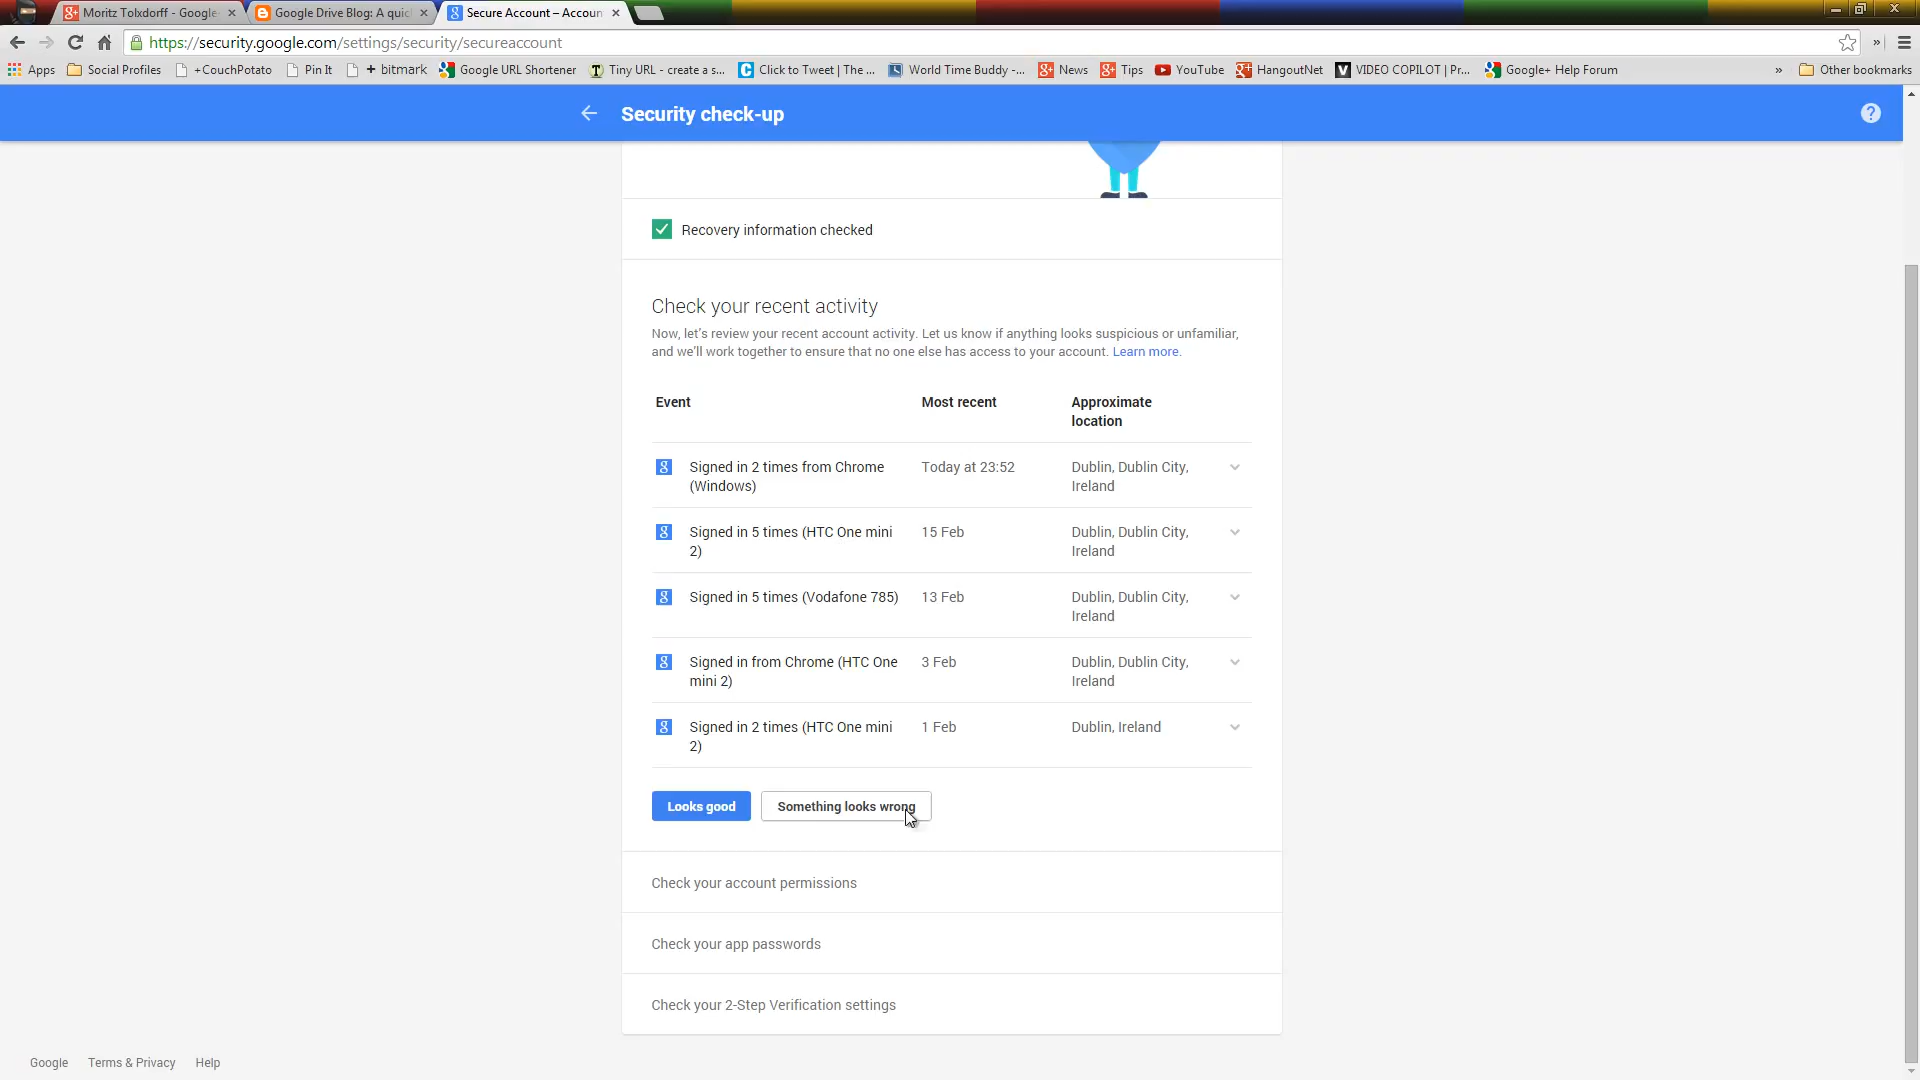 Moritz Tolxdorff - Google
Google Drive Blog: A quic
Secure Account – Accoun
https://security.google.com/settings/security/secureaccount
Apps
Social Profiles
+CouchPotato
Pin It
+ bitmark
Google URL Shortener
Tiny URL - create a s...
Click to Tweet | The ...
World Time Buddy -...
News
Tips
YouTube
HangoutNet
VIDEO COPILOT | Pr...
Google+ Help Forum
»
Other bookmarks
Security check-up
?
Recovery information checked
Check your recent activity
Now, let's review your recent account activity. Let us know if anything looks suspicious or unfamiliar,
and we'll work together to ensure that no one else has access to your account. Learn more.
Event
Most recent
Approximate
location
Signed in 2 times from Chrome
(Windows)
Today at 23:52
Dublin, Dublin City,
Ireland
Signed in 5 times (HTC One mini
2)
15 Feb
Dublin, Dublin City,
Ireland
Signed in 5 times (Vodafone 785)
13 Feb
Dublin, Dublin City,
Ireland
Signed in from Chrome (HTC One
mini 2)
3 Feb
Dublin, Dublin City,
Ireland
Signed in 2 times (HTC One mini
2)
1 Feb
Dublin, Ireland
Looks good
Something looks wrong
Check your account permissions
Check your app passwords
Check your 2-Step Verification settings
Google
Terms & Privacy
Help